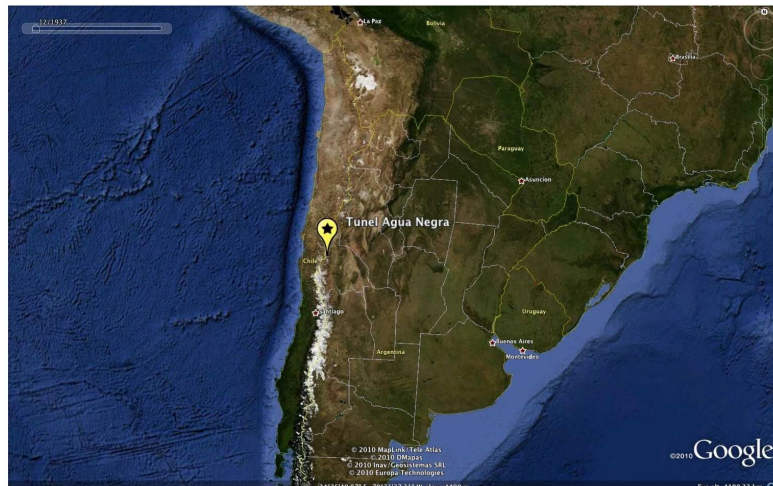 12/1937
La Paz
Bolivia
Brasilia
Paraguay
Asuncion
Tunel Agua Negra
Chile
Santiago
Uruguay
Buenos Aires
Montevideo
Argentina
© 2010 MapLink/Tele Atlas
© 2010 DMapas
© 2010 Inav/Geosistemas SRL
© 2010 Europa Technologies
©2010 Google